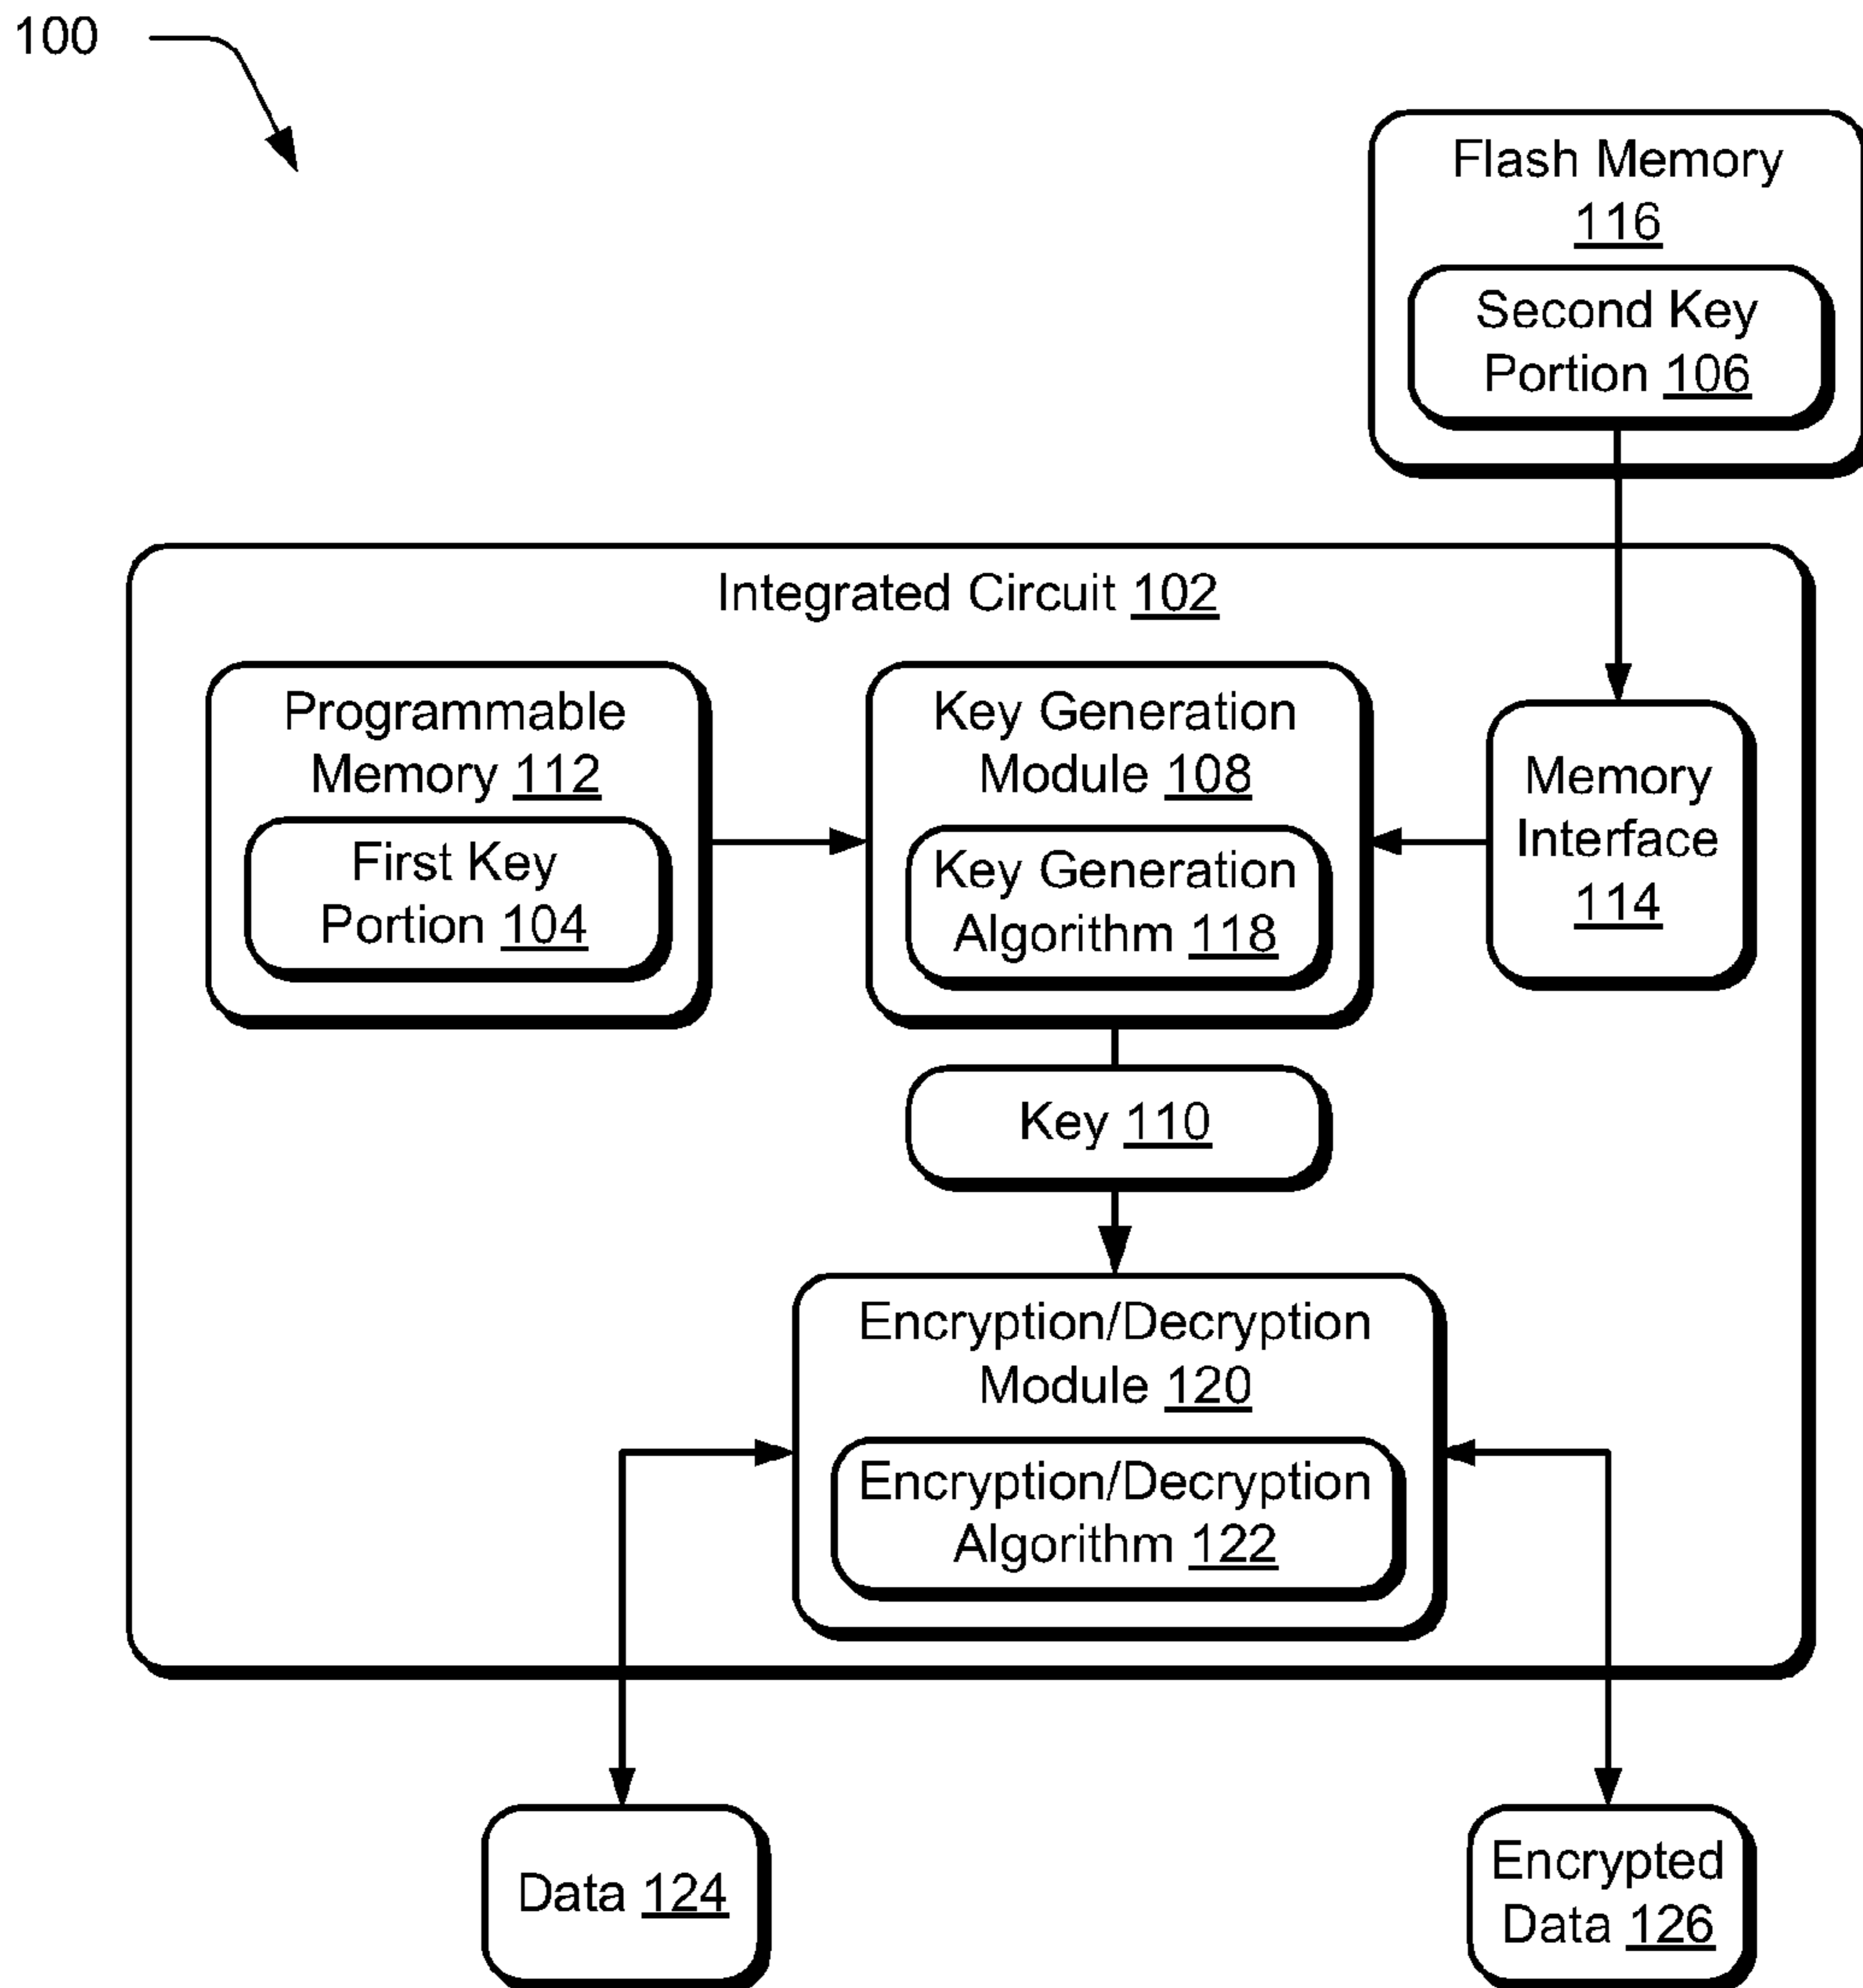 100
Flash Memory
116
Second Key
Portion 106
Integrated Circuit 102
Programmable
Memory 112
First Key
Portion 104
Key Generation
Module 108
Key Generation
Algorithm 118
Memory
Interface
114
Key 110
Encryption/Decryption
Module 120
Encryption/Decryption
Algorithm 122
Data 124
Encrypted
Data 126